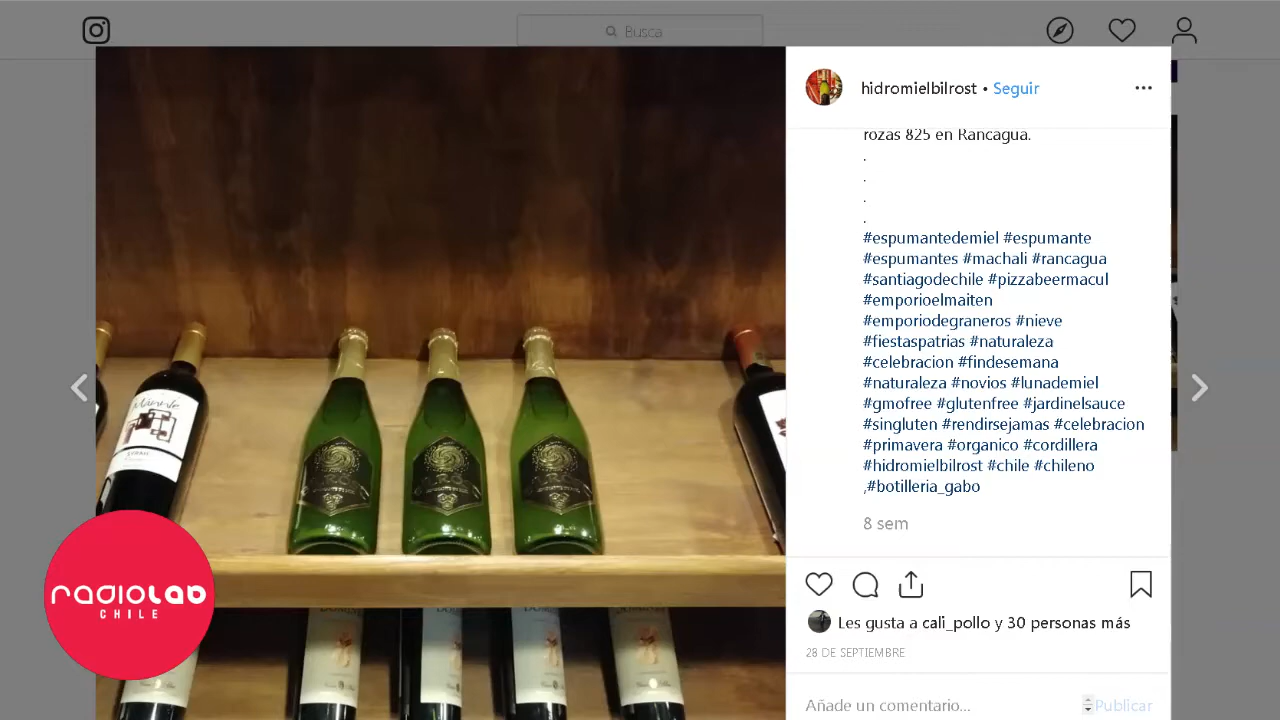 Busca
hidromielbilrost • Seguir
rozas 825 en Rancagua.
.
.
.
.
#espumantedemiel #espumante
#espumantes #machali #rancagua
#santiagodechile #pizzabeermacul
#emporioelmaiten
#emporiodegraneros #nieve
#fiestaspatrias #naturaleza
#celebracion #findesemana
#naturaleza #novios #lunademiel
#gmofree #glutenfree #jardinelsauce
#singluten #rendirsejamas #celebracion
#primavera #organico #cordillera
#hidromielbilrost #chile #chileno
,#botilleria_gabo
8 sem
Les gusta a cali_pollo y 30 personas más
28 DE SEPTIEMBRE
Añade un comentario...
Publicar
SYRAH
radioLab
CHILE